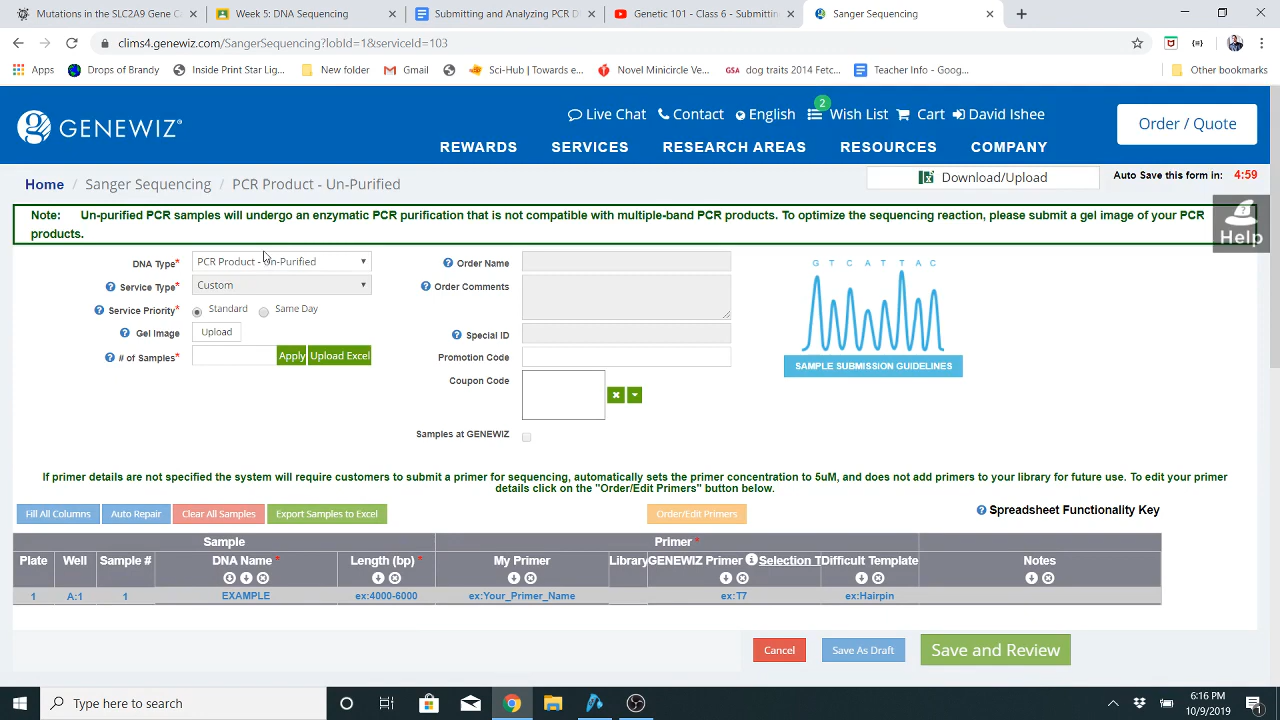 Mutations in the SLC2A9 Gene C
Week 5: DNA Sequencing
Submitting and Analyzing PCR D
Genetic 101 - Class 6 - Submittin
Sanger Sequencing
clims4.genewiz.com/SangerSequencing?lobId=1&serviceId=103
Apps
Drops of Brandy
Inside Print Star Lig...
New folder
Gmail
Sci-Hub | Towards e...
Novel Minicircle Ve...
GSA dog traits 2014 Fetc...
Teacher Info - Goog...
Other bookmarks
GENEWIZ
Live Chat
Contact
English
2
Wish List
Cart
David Ishee
Order / Quote
REWARDS
SERVICES
RESEARCH AREAS
RESOURCES
COMPANY
Home / Sanger Sequencing / PCR Product - Un-Purified
Download/Upload
Auto Save this form in: 4:59
Note: Un-purified PCR samples will undergo an enzymatic PCR purification that is not compatible with multiple-band PCR products. To optimize the sequencing reaction, please submit a gel image of your PCR
products.
Help
DNA Type* PCR Product - Un-Purified
Service Type* Custom
Service Priority* Standard Same Day
Gel Image Upload
# of Samples* Apply Upload Excel
Order Name
Order Comments
Special ID
Promotion Code
Coupon Code
Samples at GENEWIZ
G T C A T T A C
SAMPLE SUBMISSION GUIDELINES
If primer details are not specified the system will require customers to submit a primer for sequencing, automatically sets the primer concentration to 5uM, and does not add primers to your library for future use. To edit your primer
details click on the "Order/Edit Primers" button below.
Fill All Columns
Auto Repair
Clear All Samples
Export Samples to Excel
Order/Edit Primers
Spreadsheet Functionality Key
Sample Primer *
Plate Well Sample # DNA Name * Length (bp) * My Primer Library GENEWIZ Primer Selection T Difficult Template Notes
1 A:1 1 EXAMPLE ex:4000-6000 ex:Your_Primer_Name ex:T7 ex:Hairpin
Cancel
Save As Draft
Save and Review
Type here to search
6:16 PM
10/9/2019
1